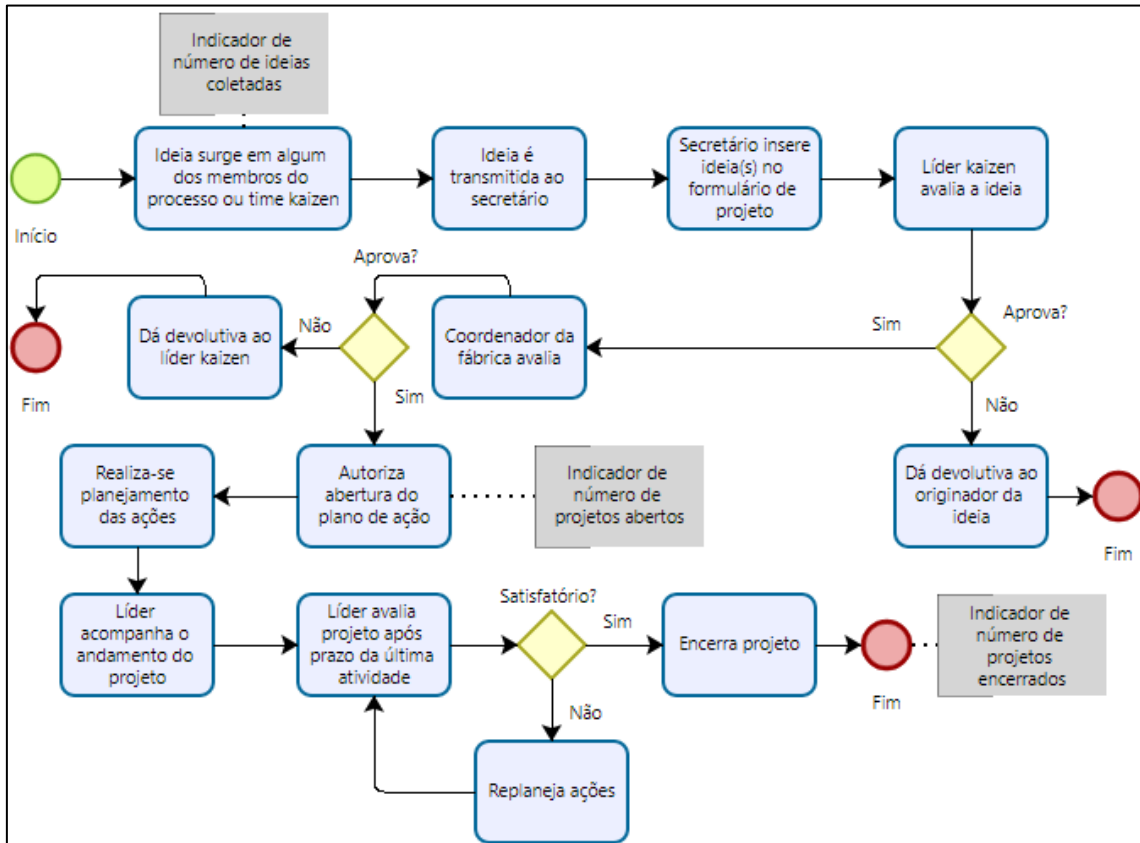 Indicador de
número de ideias
coletadas
Ideia surge em algum
dos membros do
processo ou time kaizen
Ideia é
transmitida ao
secretário
Secretário insere
ideia(s) no
formulário de
projeto
Líder kaizen
avalia a ideia
Início
Aprova?
Dá devolutiva ao
líder kaizen
Não
Coordenador da
fábrica avalia
Sim
Aprova?
Fim
Sim
Não
Realiza-se
planejamento
das ações
Autoriza
abertura do
plano de ação
Indicador de
número de
projetos abertos
Dá devolutiva ao
originador da
ideia
Fim
Líder
acompanha o
andamento do
projeto
Líder avalia
projeto após
prazo da última
atividade
Satisfatório?
Sim
Encerra projeto
Indicador de
número de
projetos
encerrados
Fim
Não
Replaneja ações